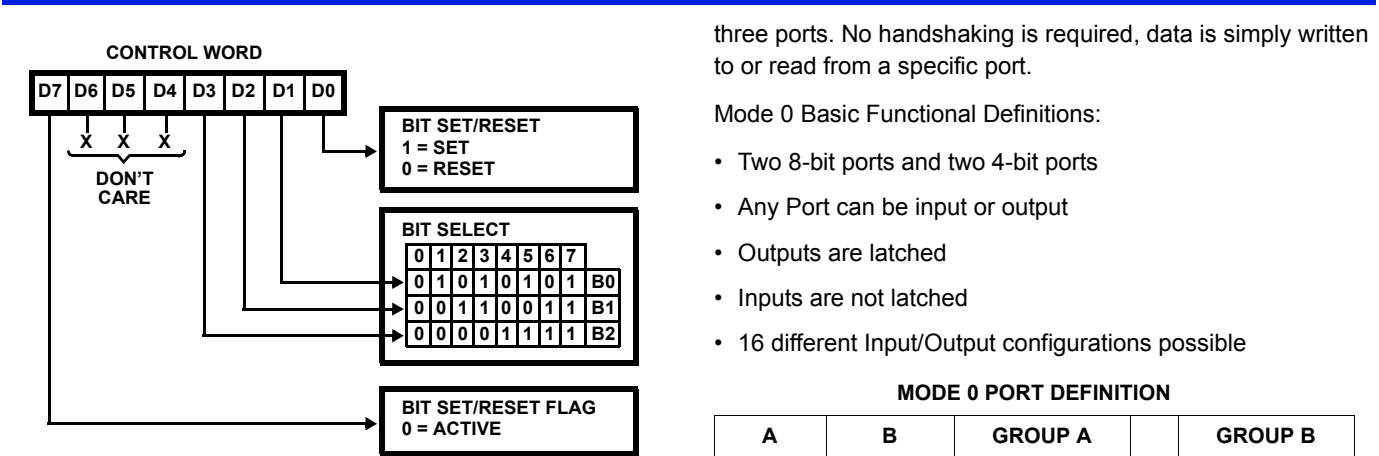 CONTROL WORD
D7 D6 D5 D4 D3 D2 D1 D0
X X X
DON'T
CARE
BIT SET/RESET
1 = SET
0 = RESET
BIT SELECT
0 1 2 3 4 5 6 7
0 1 0 1 0 1 0 1 B0
0 0 1 1 0 0 1 1 B1
0 0 0 0 1 1 1 1 B2
BIT SET/RESET FLAG
0 = ACTIVE
three ports. No handshaking is required, data is simply written
to or read from a specific port.
Mode 0 Basic Functional Definitions:
• Two 8-bit ports and two 4-bit ports
• Any Port can be input or output
• Outputs are latched
• Inputs are not latched
• 16 different Input/Output configurations possible
MODE 0 PORT DEFINITION
A B GROUP A GROUP B